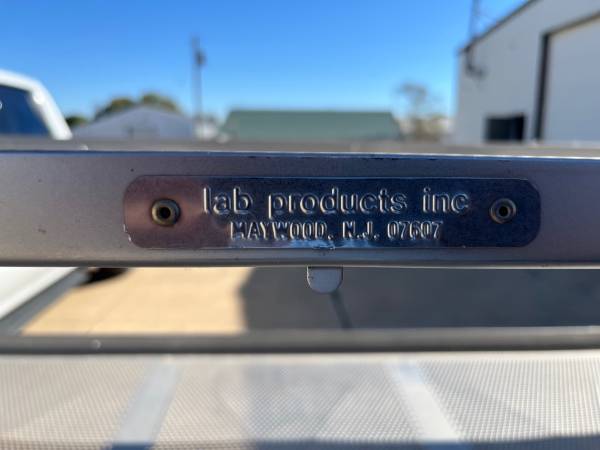 lab products inc
MAYWOOD, N.J. 07607